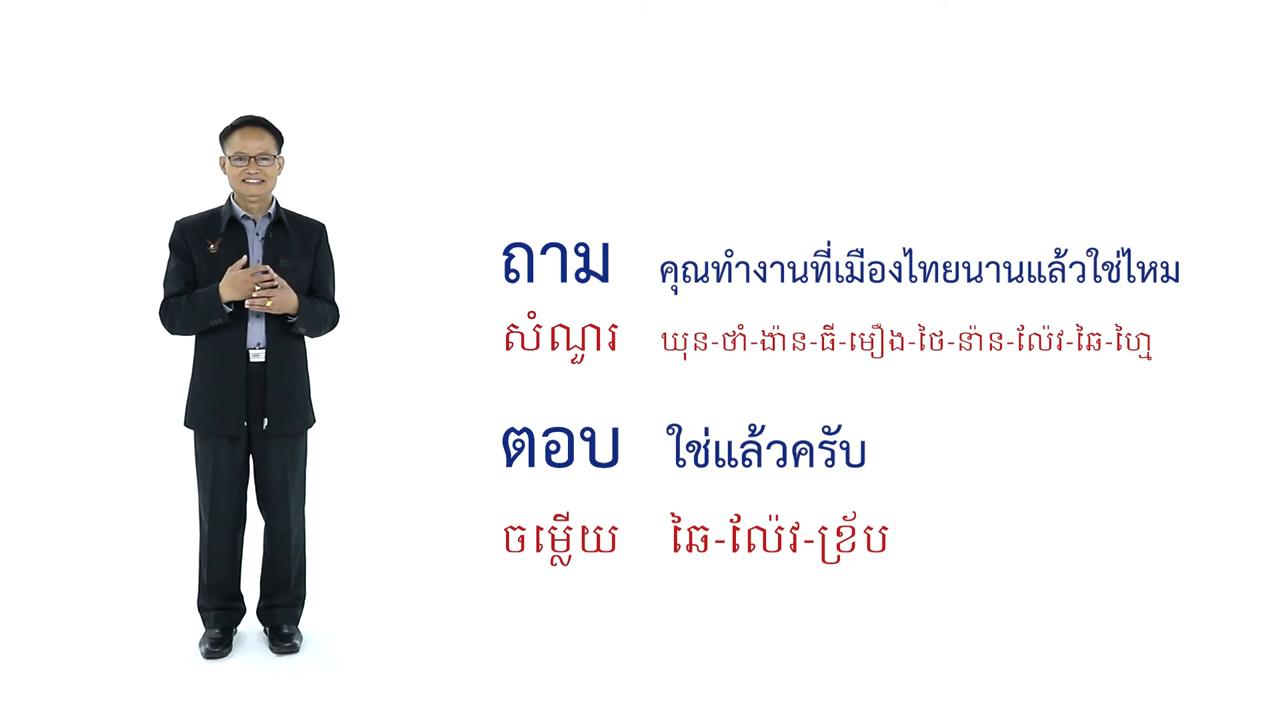 ถาม คุณทำงานที่เมืองไทยนานแล้วใช่ไหม
សំណួរ ឃុន-ថាំ-ង៉ាន-ធី-មឿង-ថៃ-ន៉ាន-ល៉ែវ-ឆៃ-ហ្មៃ
ตอบ ใช่แล้วครับ
ចម្លើយ ឆៃ-ល៉ែវ-ខ្រ័ប